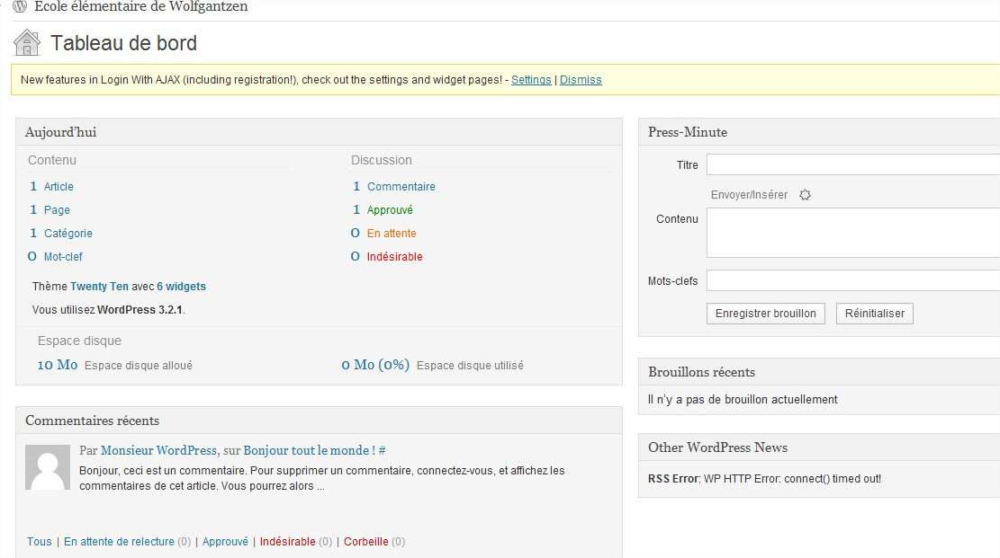 Ecole élémentaire de Wolfgantzen
Tableau de bord
New features in Login With AJAX (including registration!), check out the settings and widget pages! - Settings | Dismiss
Aujourd'hui
Contenu
1 Article
1 Page
1 Catégorie
0 Mot-clef
Discussion
1 Commentaire
1 Approuvé
0 En attente
0 Indésirable
Thème Twenty Ten avec 6 widgets
Vous utilisez WordPress 3.2.1.
Espace disque
10 Mo Espace disque alloué
0 Mo (0%) Espace disque utilisé
Commentaires récents
Par Monsieur WordPress, sur Bonjour tout le monde ! #
Bonjour, ceci est un commentaire. Pour supprimer un commentaire, connectez-vous, et affichez les
commentaires de cet article. Vous pourrez alors ...
Tous | En attente de relecture (0) | Approuvé | Indésirable (0) | Corbeille (0)
Press-Minute
Titre
Envoyer/Insérer
Contenu
Mots-clefs
Enregistrer brouillon
Réinitialiser
Brouillons récents
Il n'y a pas de brouillon actuellement
Other WordPress News
RSS Error: WP HTTP Error: connect() timed out!